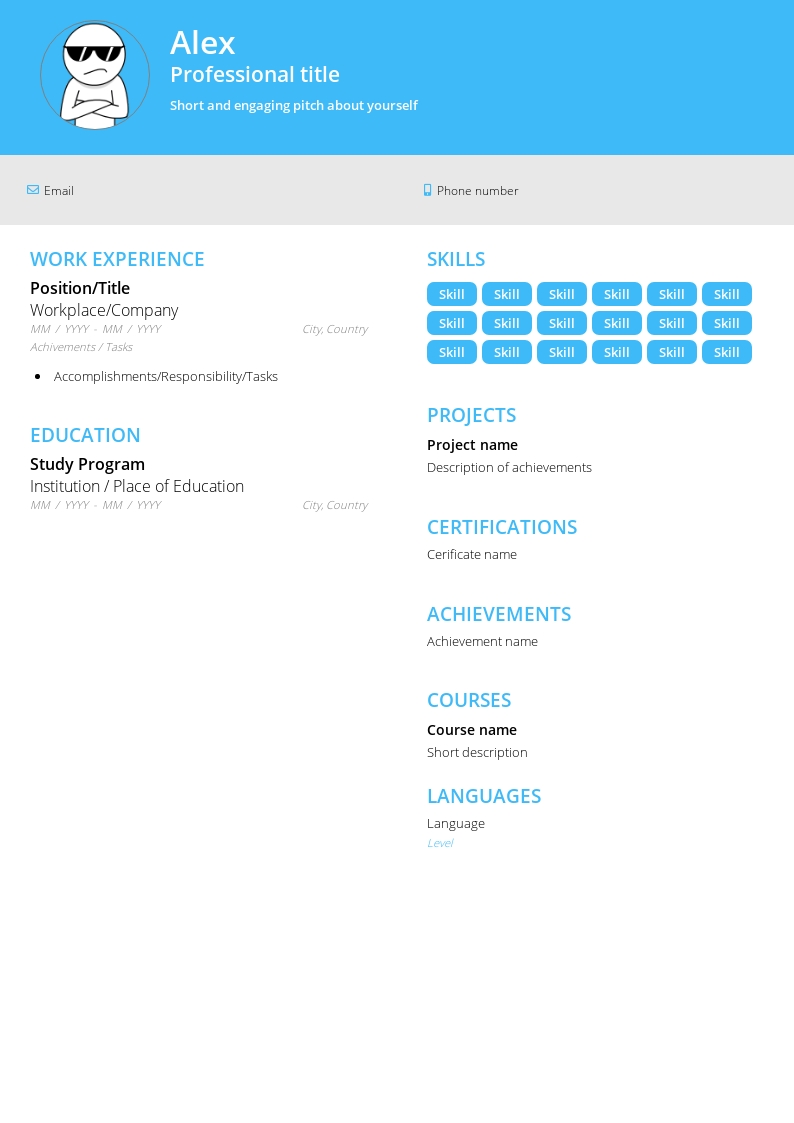 Alex
Professional title
Short and engaging pitch about yourself
Email
Phone number
WORK EXPERIENCE
Position/Title
Workplace/Company
MM / YYYY - MM / YYYY City, Country
Achivements / Tasks
• Accomplishments/Responsibility/Tasks
EDUCATION
Study Program
Institution / Place of Education
MM / YYYY - MM / YYYY City, Country
SKILLS
Skill Skill Skill Skill Skill Skill
Skill Skill Skill Skill Skill Skill
Skill Skill Skill Skill Skill Skill
PROJECTS
Project name
Description of achievements
CERTIFICATIONS
Cerificate name
ACHIEVEMENTS
Achievement name
COURSES
Course name
Short description
LANGUAGES
Language
Level